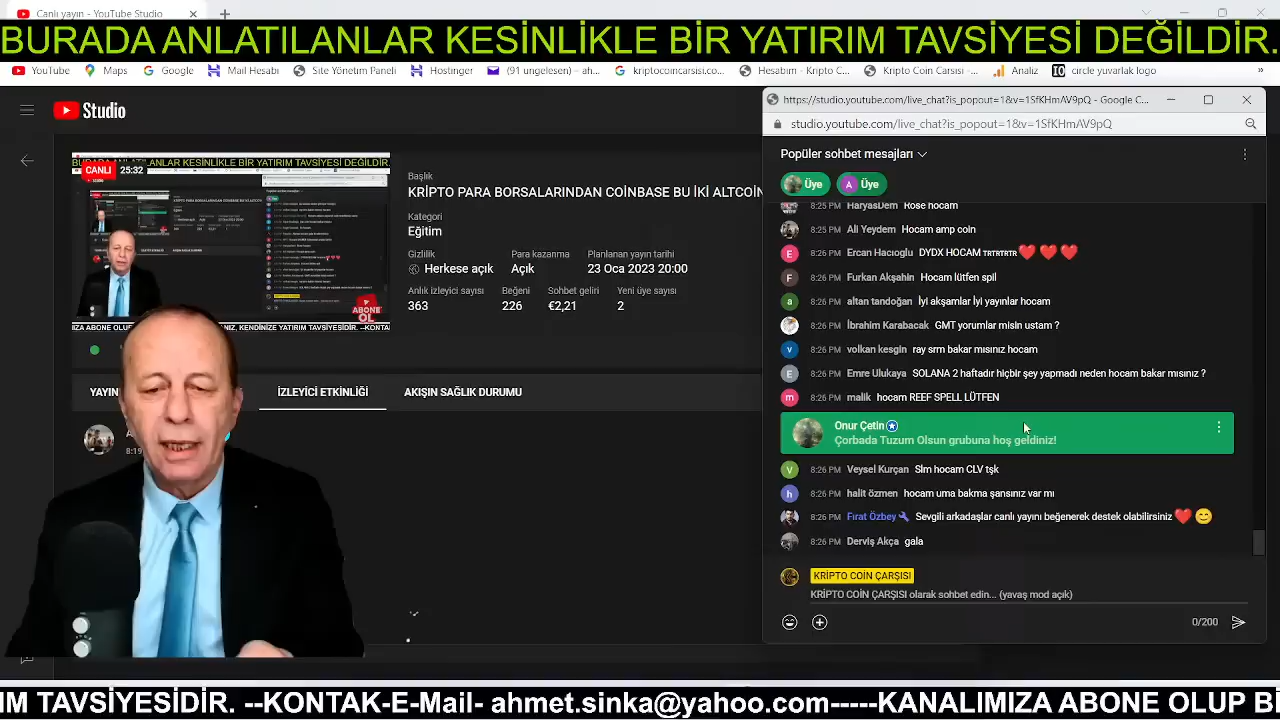 Canlı yayın - YouTube Studio
BURADA ANLATILANLAR KESİNLİKLE BİR YATIRIM TAVSİYESİ DEĞİLDİR.
YouTube Maps Google Mail Hesabı Site Yönetim Paneli Hostinger (91 ungelesen) – ah... kriptocoincarsisi.co... Hesabım - Kripto C... Kripto Coin Çarşısı -... Analiz circle yuvarlak logo »
Studio
CANLI 25:32
Başlık
KRİPTO PARA BORSALARINDAN COİNBASE BU İKİ ALTCOİN
Kategori
Eğitim
Gizlilik Para kazanma Planlanan yayın tarihi
Herkese açık Açık 23 Oca 2023 20:00
Anlık izleyici sayısı Beğeni Sohbet geliri Yeni üye sayısı
363 226 €2,21 2
YAYIN İZLEYİCİ ETKİNLİĞİ AKIŞIN SAĞLIK DURUMU
8:19
https://studio.youtube.com/live_chat?is_popout=1&v=1SfKHmAV9pQ - Google C...
studio.youtube.com/live_chat?is_popout=1&v=1SfKHmAV9pQ
Popüler sohbet mesajları
Üye A Üye
8:25 PM HaryasDem Rose hocam
8:25 PM Ali Yeydem Hocam amp coin
8:25 PM Ercan Hacıoglu DYDX HOCAM TRTRTRTR ❤❤❤
8:26 PM Furkan Akşahin Hocam lütfen spil
8:26 PM altan tandoğan İyi akşamlar İyi yayınlar hocam
8:26 PM İbrahim Karabacak GMT yorumlar misin ustam ?
8:26 PM volkan kesgin ray srm bakar mısınız hocam
8:26 PM Emre Ulukaya SOLANA 2 haftadır hiçbir şey yapmadı neden hocam bakar mısınız ?
8:26 PM malik hocam REEF SPELL LÜTFEN
Onur Çetin
Çorbada Tuzum Olsun grubuna hoş geldiniz!
8:26 PM Veysel Kurçan Slm hocam CLV tşk
8:26 PM halit özmen hocam uma bakma şansınız var mı
8:26 PM Fırat Özbey Sevgili arkadaşlar canlı yayını beğenerek destek olabilirsiniz ❤😊
8:26 PM Derviş Akça gala
KRİPTO COİN ÇARŞISI
KRİPTO COİN ÇARŞISI olarak sohbet edin... (yavaş mod açık)
0/200
ABONE OL
IM TAVSİYESİDİR. --KONTAK-E-Mail- ahmet.sinka@yahoo.com-----KANALIMIZA ABONE OLUP B